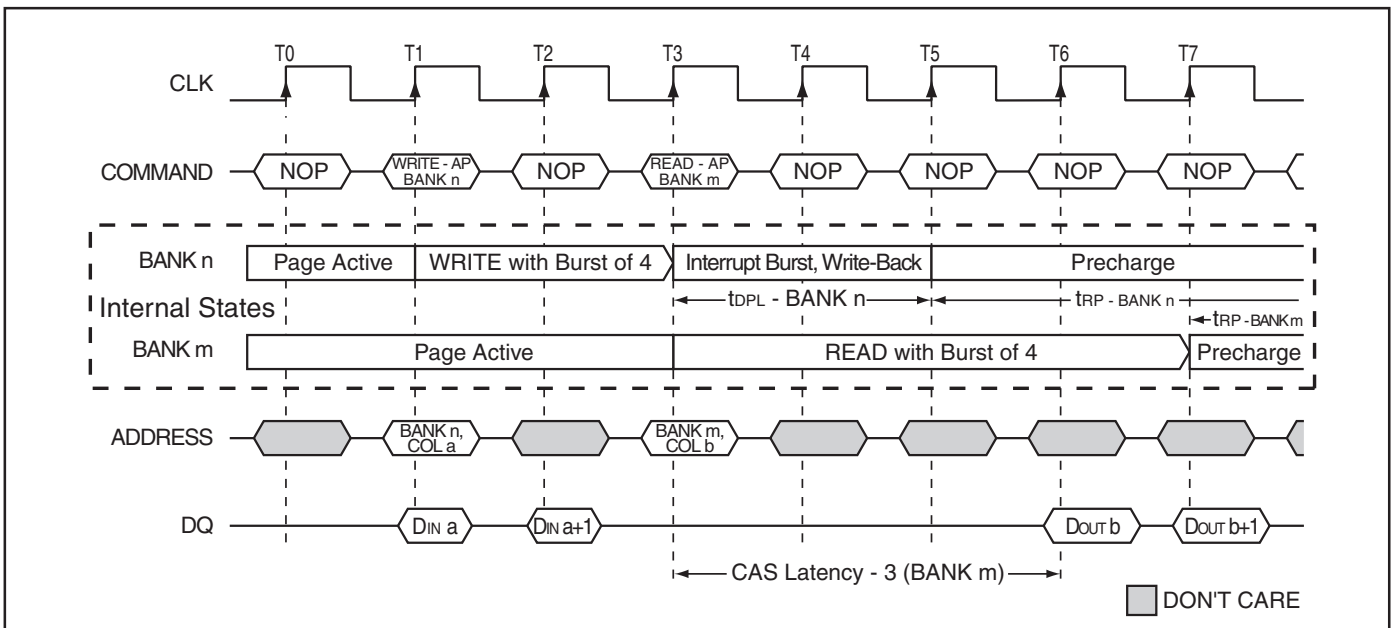 T0 T1 T2 T3 T4 T5 T6 T7
CLK
COMMAND NOP WRITE - AP BANK n NOP READ - AP BANK m NOP NOP NOP NOP
BANK n Page Active WRITE with Burst of 4 Interrupt Burst, Write-Back Precharge
tDPL - BANK n tRP - BANK n
Internal States
tRP - BANK m
BANK m Page Active READ with Burst of 4 Precharge
ADDRESS BANK n, COL a BANK m, COL b
DQ DIN a DIN a+1 DOUT b DOUT b+1
CAS Latency - 3 (BANK m)
DON'T CARE